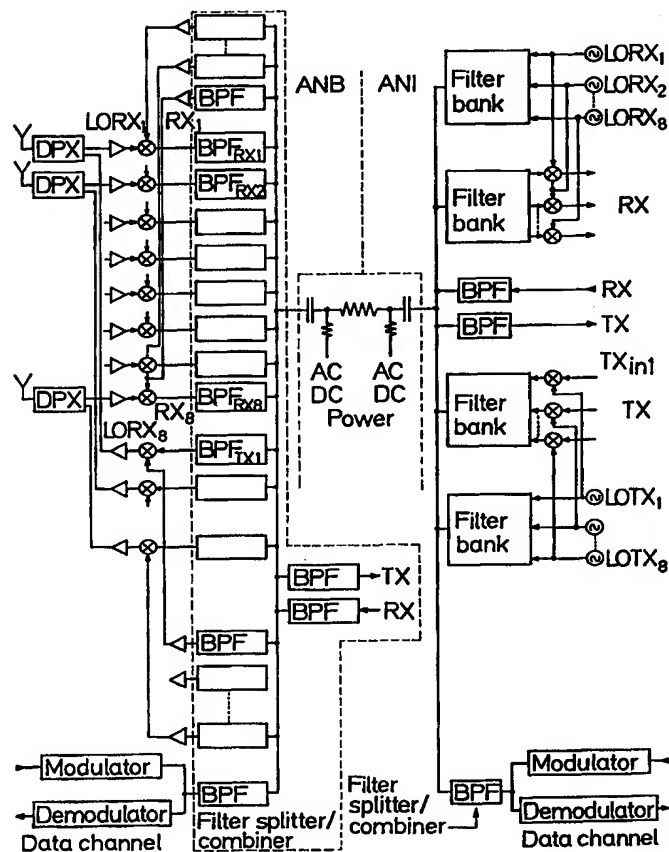 ANB
ANI
BPF
LORX1
RX1
DPX
BPFRX1
DPX
BPFRX2
DPX
BPFRX8
RX8
LORX8
BPFTX1
BPF
TX
BPF
RX
BPF
Modulator
Demodulator
Data channel
BPF
Filter splitter/
combiner
AC
DC
AC
DC
Power
Filter
bank
LORX1
LORX2
LORX8
Filter
bank
RX
BPF
RX
BPF
TX
TXin1
Filter
bank
TX
Filter
bank
LOTX1
LOTX8
Filter
splitter/
combiner
BPF
Modulator
Demodulator
Data channel